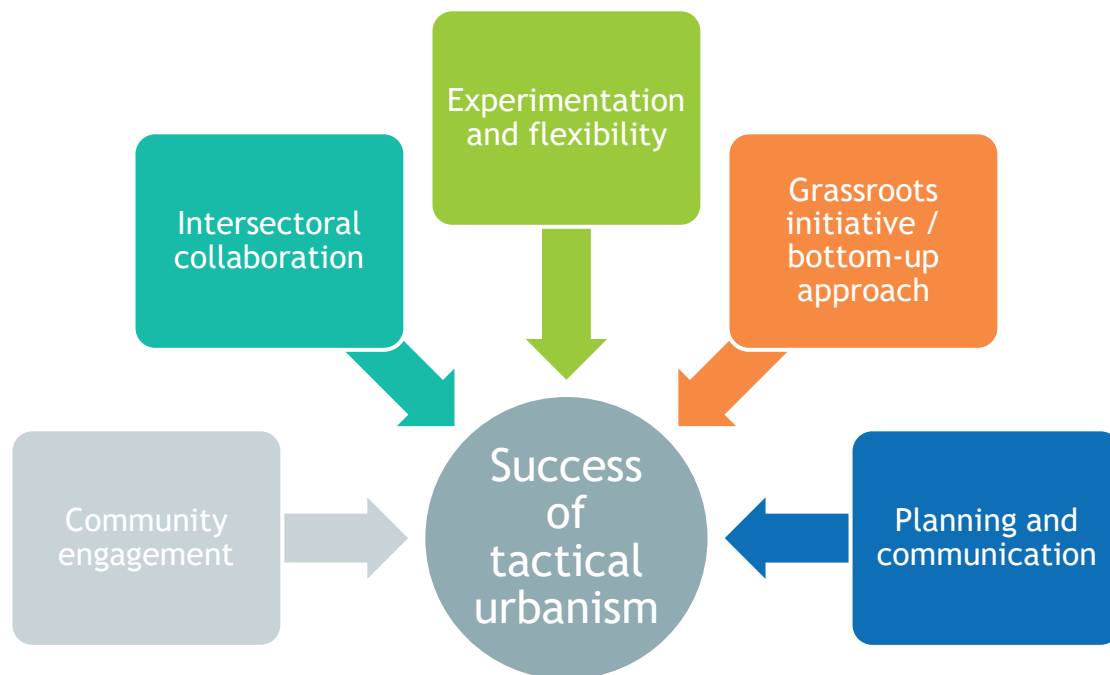 Experimentation
and flexibility
Intersectoral
collaboration
Grassroots
initiative /
bottom-up
approach
Community
engagement
Success
of
tactical
urbanism
Planning and
communication